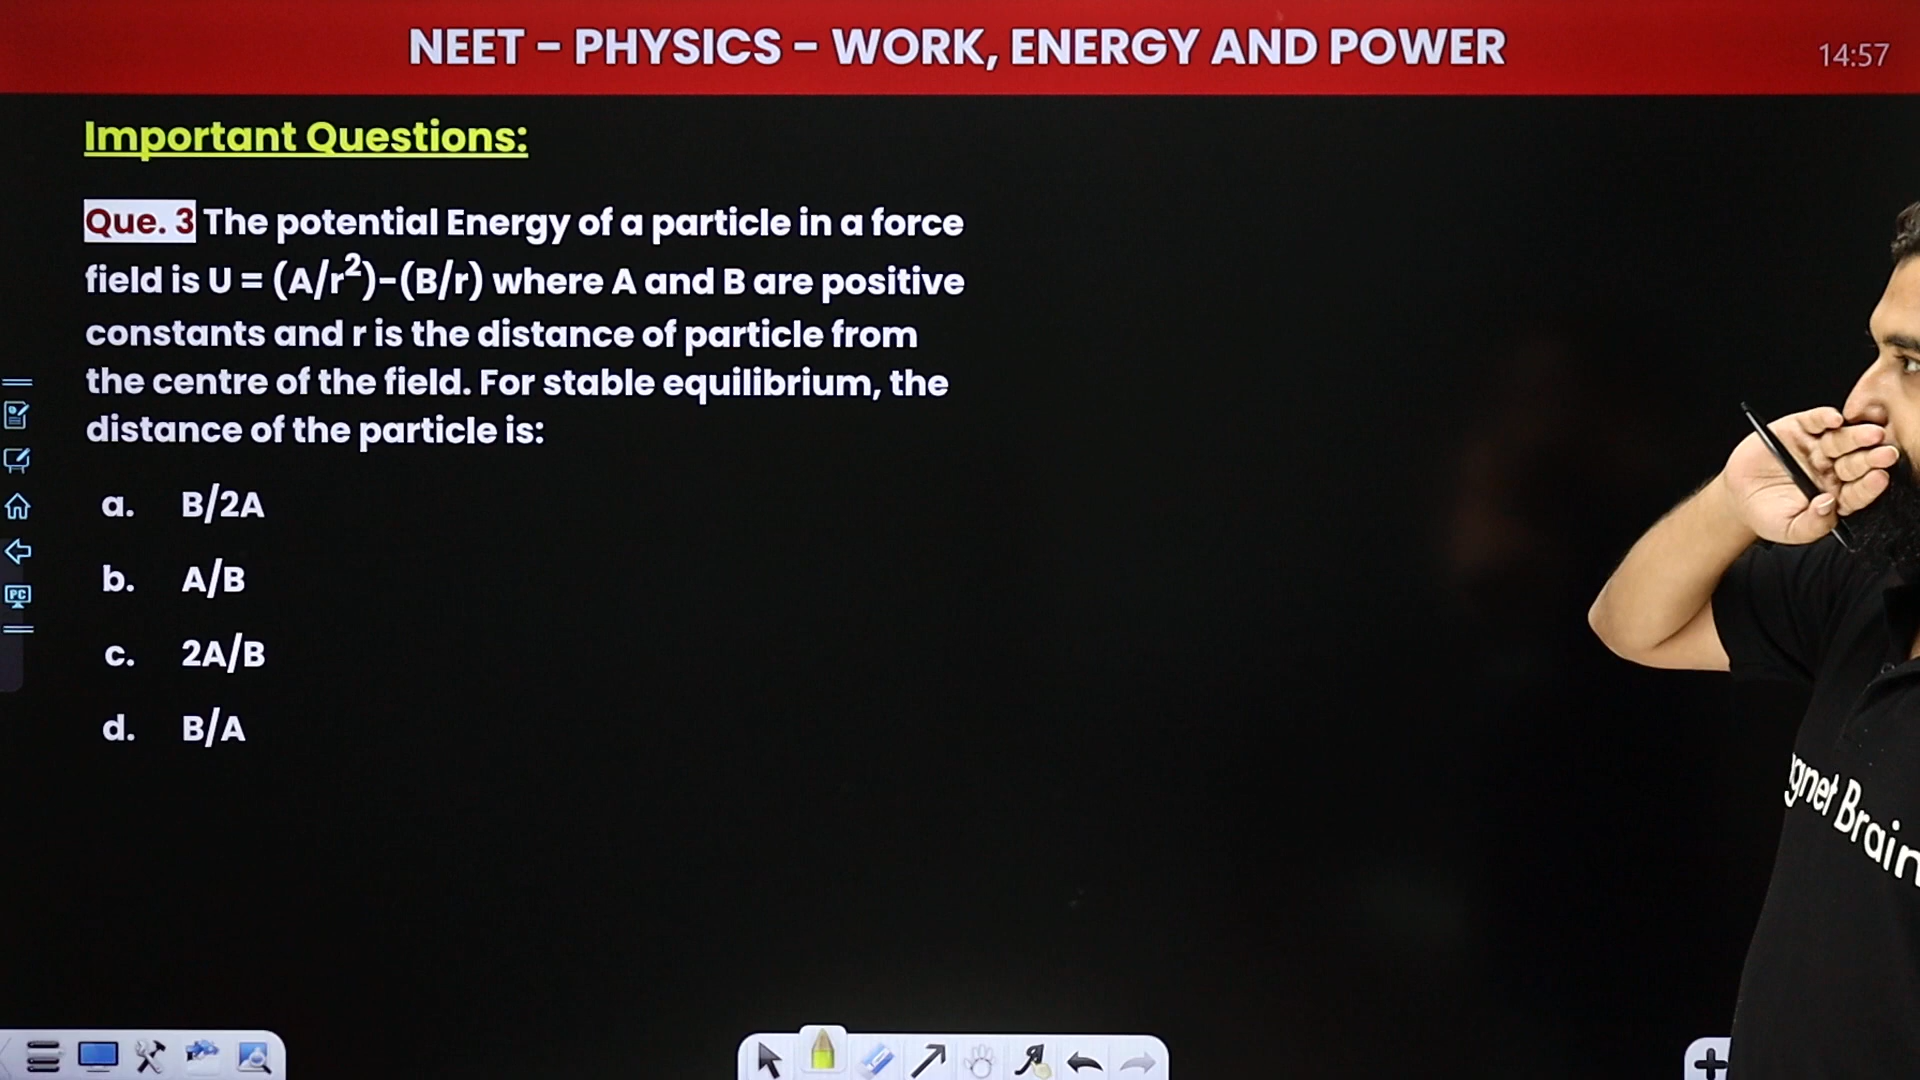 NEET – PHYSICS – WORK, ENERGY AND POWER
14:57
Important Questions:
Que. 3 The potential Energy of a particle in a force
field is U = (A/r²)-(B/r) where A and B are positive
constants and r is the distance of particle from
the centre of the field. For stable equilibrium, the
distance of the particle is:
a. B/2A
b. A/B
c. 2A/B
d. B/A
PC
gnet Brain